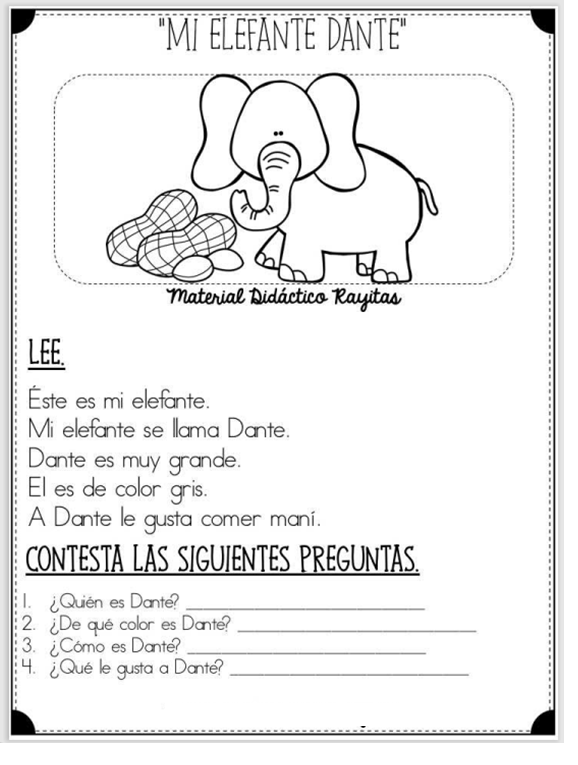 "MI ELEFANTE DANTE"
Material Didáctico Rayitas
LEE.
Éste es mi elefante.
Mi elefante se llama Dante.
Dante es muy grande.
El es de color gris.
A Dante le gusta comer maní.
CONTESTA LAS SIGUIENTES PREGUNTAS.
1. ¿Quién es Dante? ____________________
2. ¿De qué color es Dante? ____________________
3. ¿Cómo es Dante? ____________________
4. ¿Qué le gusta a Dante? ____________________